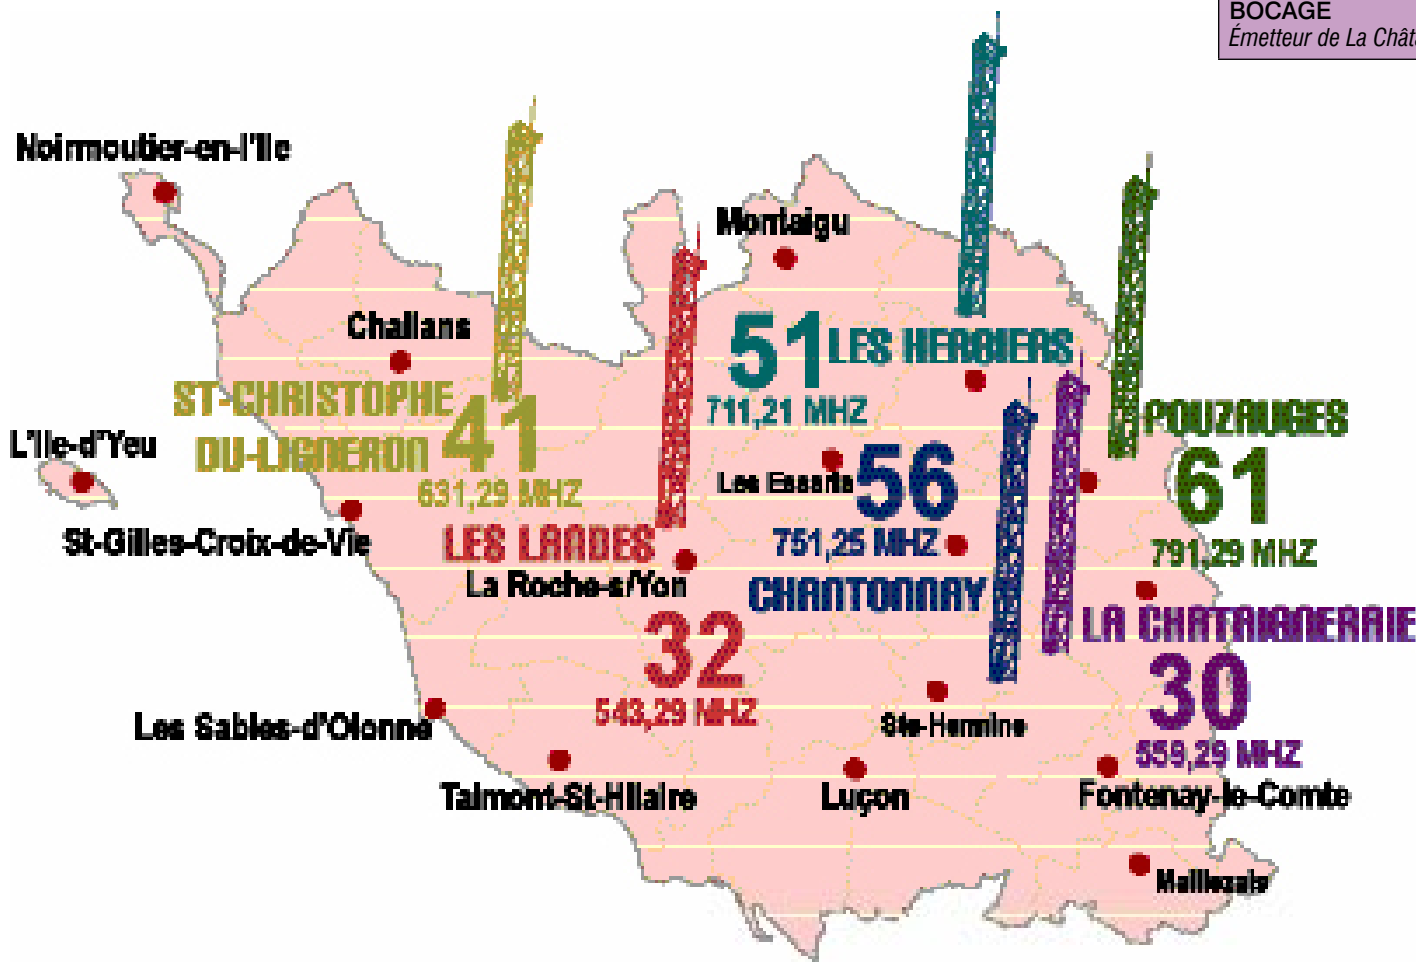 BOCAGE
Émetteur de La Chât
Noirmoutier-en-l'Ile
Montaigu
Challans
51 LES HERBIERS
711,21 MHZ
ST-CHRISTOPHE
DU-LIGNERON 41
631,29 MHZ
POUZAUGES
61
791,29 MHZ
L'Ile-d'Yeu
Les Essarts
56
751,25 MHZ
CHANTONNAY
St-Gilles-Croix-de-Vie
LES LANDES
La Roche-s/Yon
32
543,29 MHZ
LA CHATAIGNERAIE
30
559,29 MHZ
Les Sables-d'Olonne
Ste-Hermine
Talmont-St-Hilaire
Luçon
Fontenay-le-Comte
Maillezais